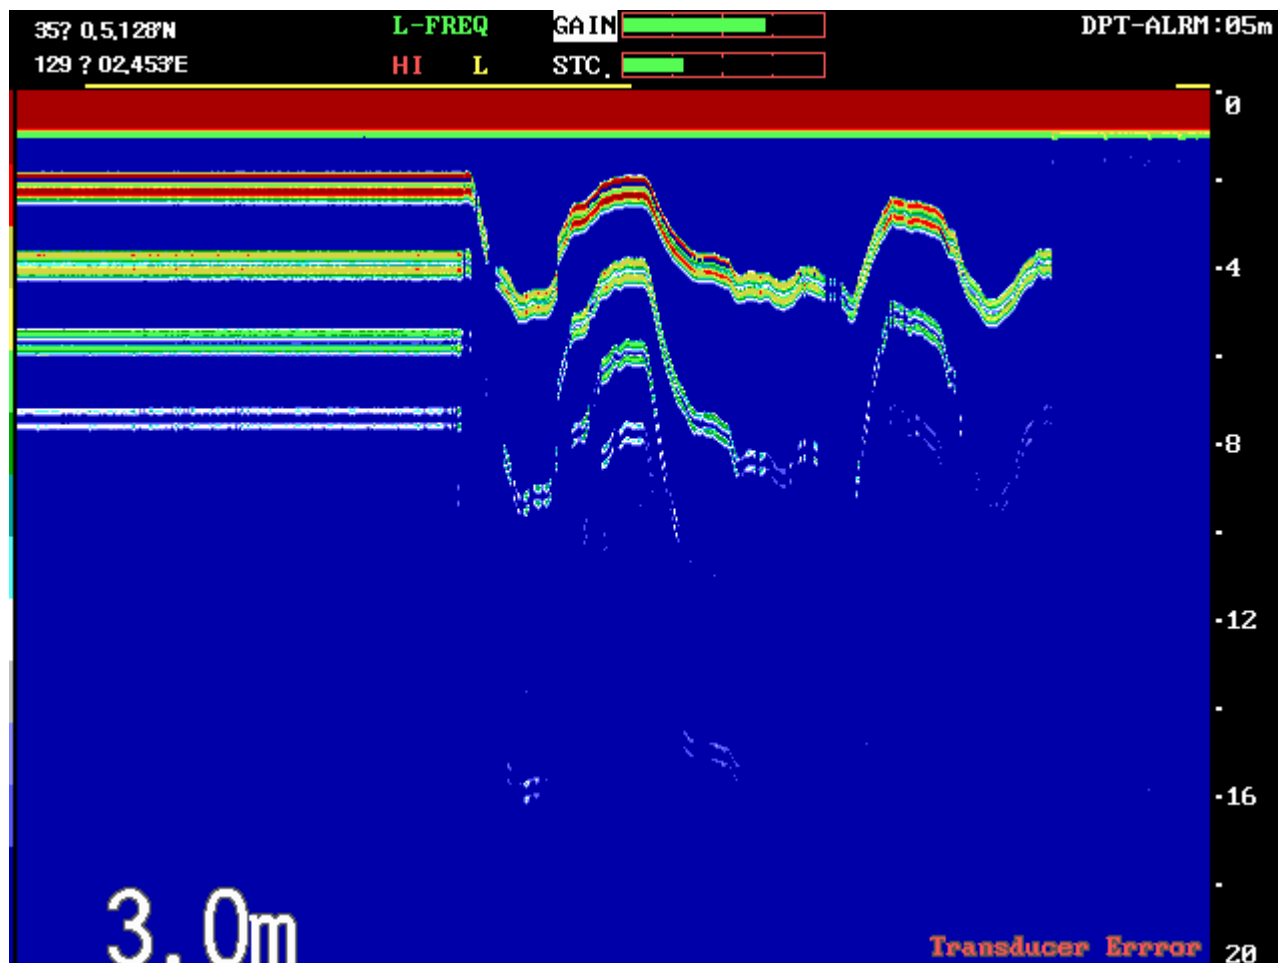 35? 0,5,128'N L-FREQ GAIN DPT-ALRM:05m
129 ? 02,453'E HI L STC.
0
-4
-8
-12
-16
20
3.0m
Transducer Errror